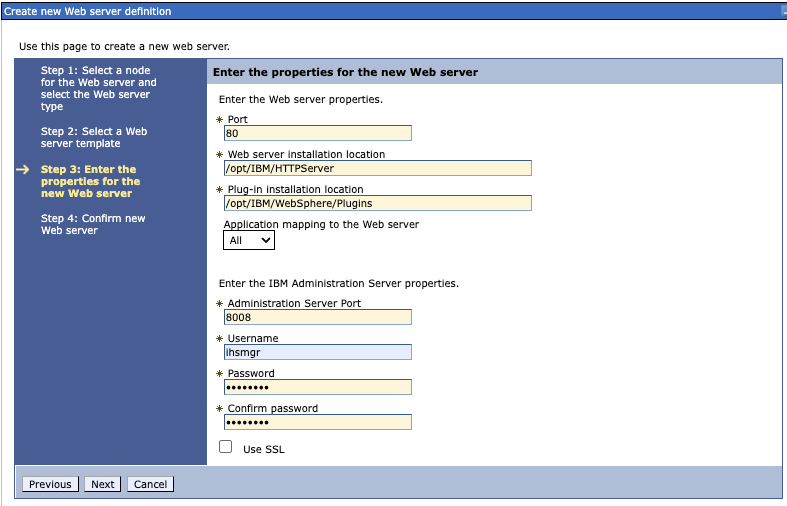 Create new Web server definition
Use this page to create a new web server.
Step 1: Select a node
for the Web server and
select the Web server
type
Step 2: Select a Web
server template
Step 3: Enter the
properties for the
new Web server
Step 4: Confirm new
Web server
Enter the properties for the new Web server
Enter the Web server properties.
Port
80
Web server installation location
/opt/IBM/HTTPServer
Plug-in installation location
/opt/IBM/WebSphere/Plugins
Application mapping to the Web server
All
Enter the IBM Administration Server properties.
Administration Server Port
8008
Username
ihsmgr
Password
••••••••
Confirm password
••••••••
Use SSL
Previous Next Cancel